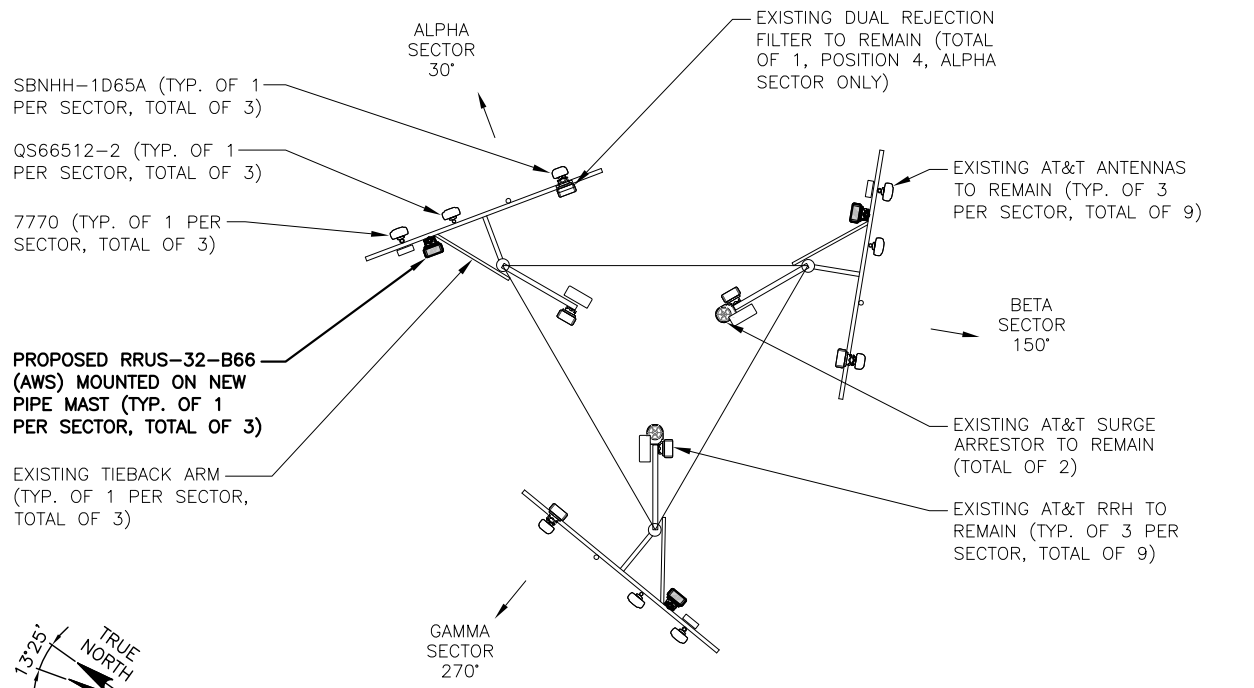 ALPHA
SECTOR
30°
EXISTING DUAL REJECTION
FILTER TO REMAIN (TOTAL
OF 1, POSITION 4, ALPHA
SECTOR ONLY)
SBNHH-1D65A (TYP. OF 1
PER SECTOR, TOTAL OF 3)
QS66512-2 (TYP. OF 1
PER SECTOR, TOTAL OF 3)
7770 (TYP. OF 1 PER
SECTOR, TOTAL OF 3)
PROPOSED RRUS-32-B66
(AWS) MOUNTED ON NEW
PIPE MAST (TYP. OF 1
PER SECTOR, TOTAL OF 3)
EXISTING TIEBACK ARM
(TYP. OF 1 PER SECTOR,
TOTAL OF 3)
EXISTING AT&T ANTENNAS
TO REMAIN (TYP. OF 3
PER SECTOR, TOTAL OF 9)
BETA
SECTOR
150°
EXISTING AT&T SURGE
ARRESTOR TO REMAIN
(TOTAL OF 2)
EXISTING AT&T RRH TO
REMAIN (TYP. OF 3 PER
SECTOR, TOTAL OF 9)
GAMMA
SECTOR
270°
13°25'
TRUE
NORTH